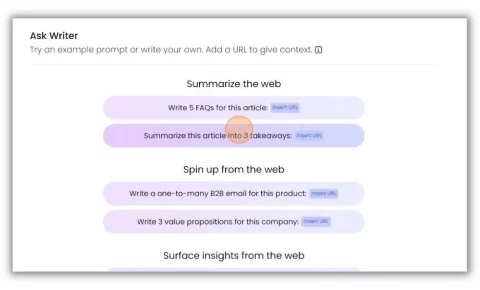 Ask Writer
Try an example prompt or write your own. Add a URL to give context.
Summarize the web
Write 5 FAQs for this article: Insert URL
Summarize this article into 3 takeaways: Insert URL
Spin up from the web
Write a one-to-many B2B email for this product: Insert URL
Write 3 value propositions for this company: Insert URL
Surface insights from the web